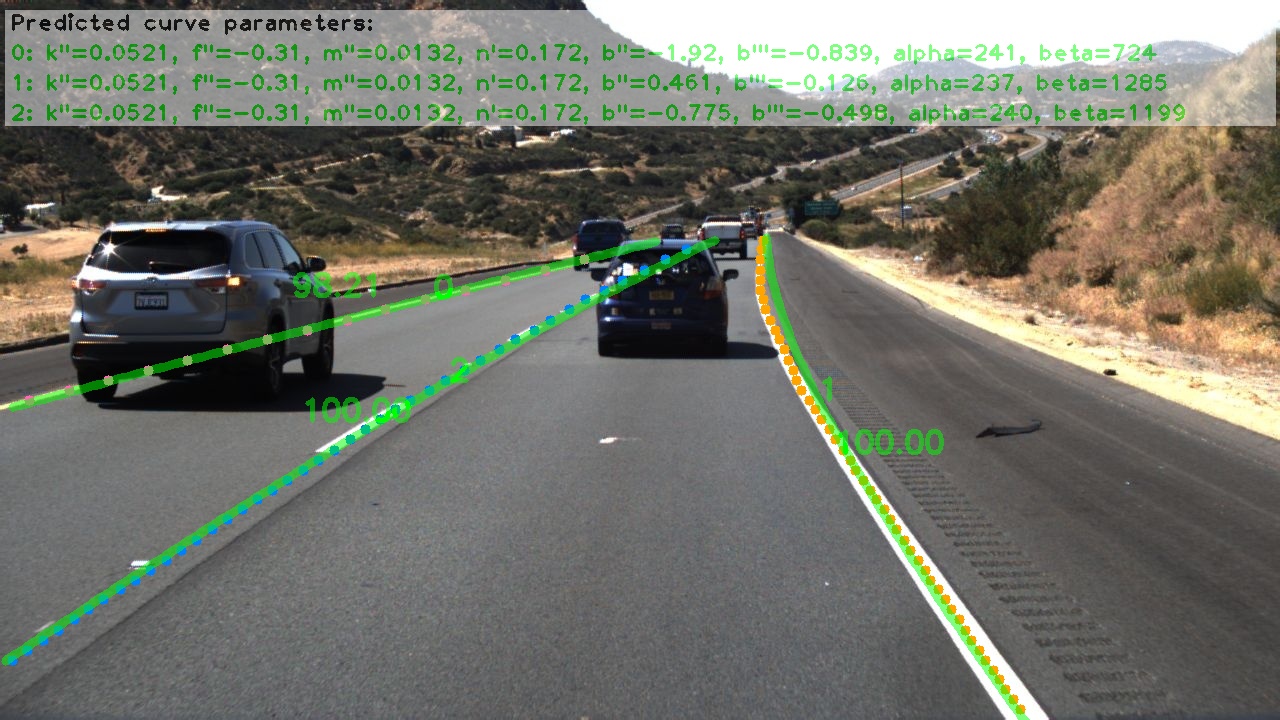 Predicted curve parameters:
0: k''=0.0521, f''=-0.31, m''=0.0132, n'=0.172, b''=-1.92, b'''=-0.839, alpha=241, beta=724
1: k''=0.0521, f''=-0.31, m''=0.0132, n'=0.172, b''=0.461, b'''=-0.126, alpha=237, beta=1285
2: k''=0.0521, f''=-0.31, m''=0.0132, n'=0.172, b''=-0.775, b'''=-0.498, alpha=240, beta=1199
98.21
0
2
1
100.00
100.00